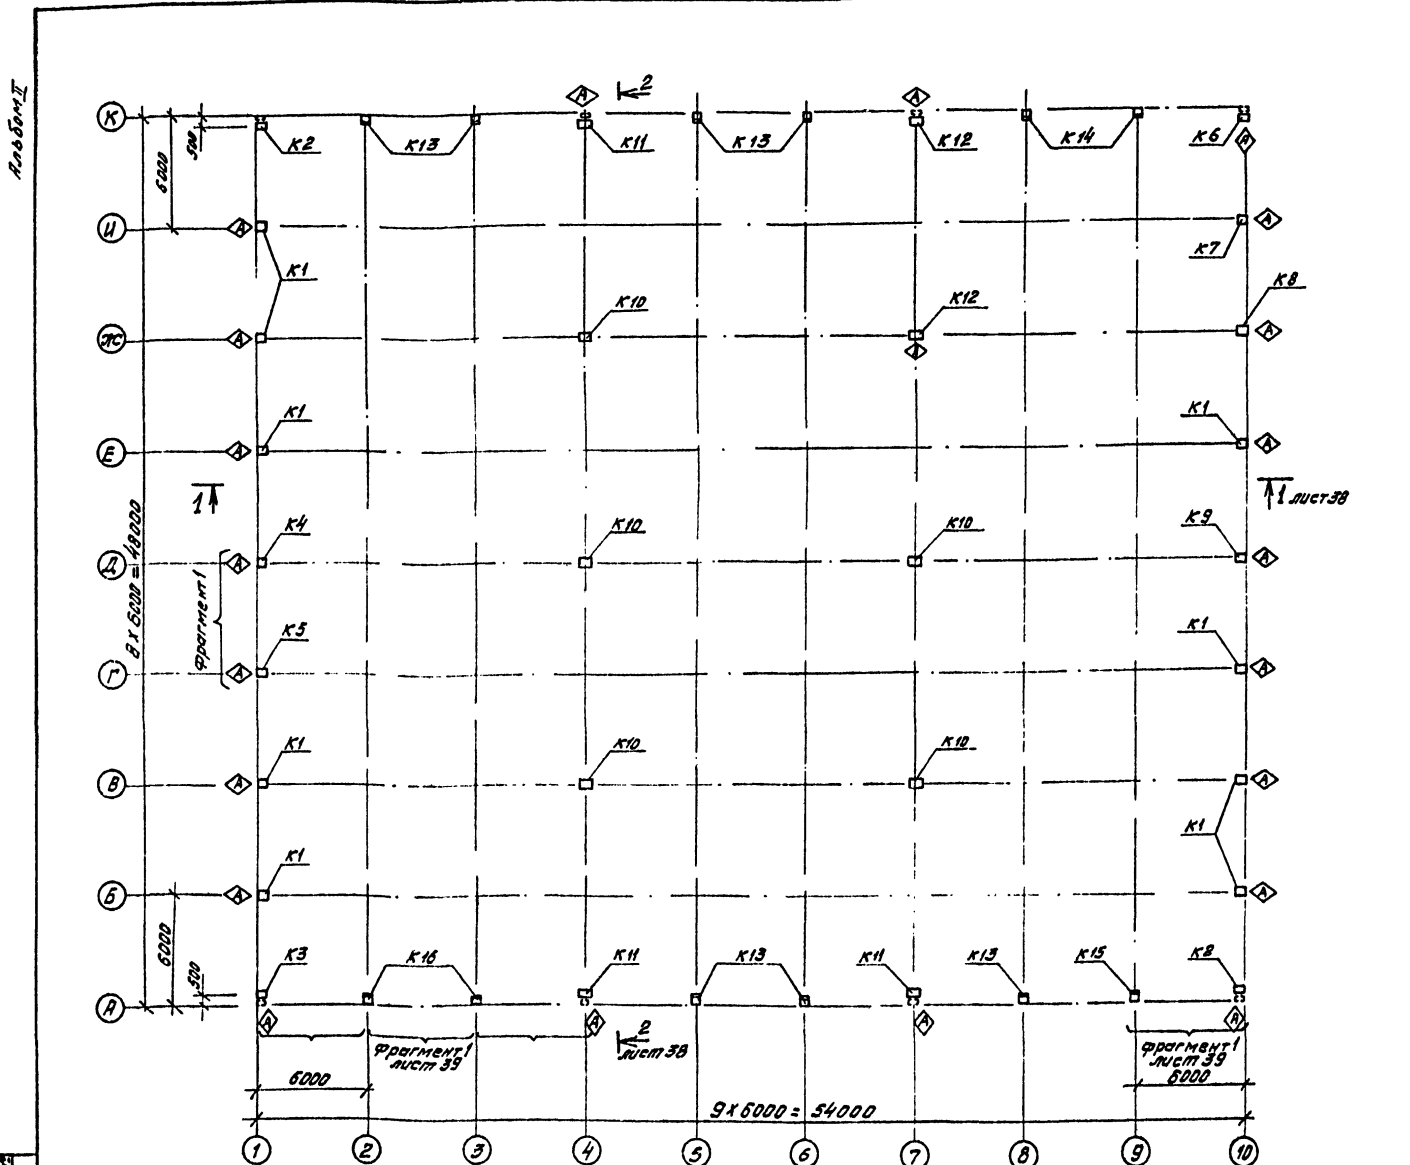 Альбом II
А А 2
К 500 К2 К13 К11 К13 К12 К14 К6 А
6000
И А А
К1 К7
К10 К12 К8
Ж А А А
К1 К1
Е А А
1 1 лист 38
К4 К10 К10 К9
Д А А
8 х 6000 = 48000
Фрагмент 1
К5 К1
Г А А
К1 К10 К10
В А А
К1 К1
Б А А
6000
500
К3 К16 К11 К13 К11 К13 К15 К2
А
А А А А
2
лист 38
Фрагмент 1
лист 39
Фрагмент 1
лист 39
6000 6000
9 х 6000 = 54000
1 2 3 4 5 6 7 8 9 10